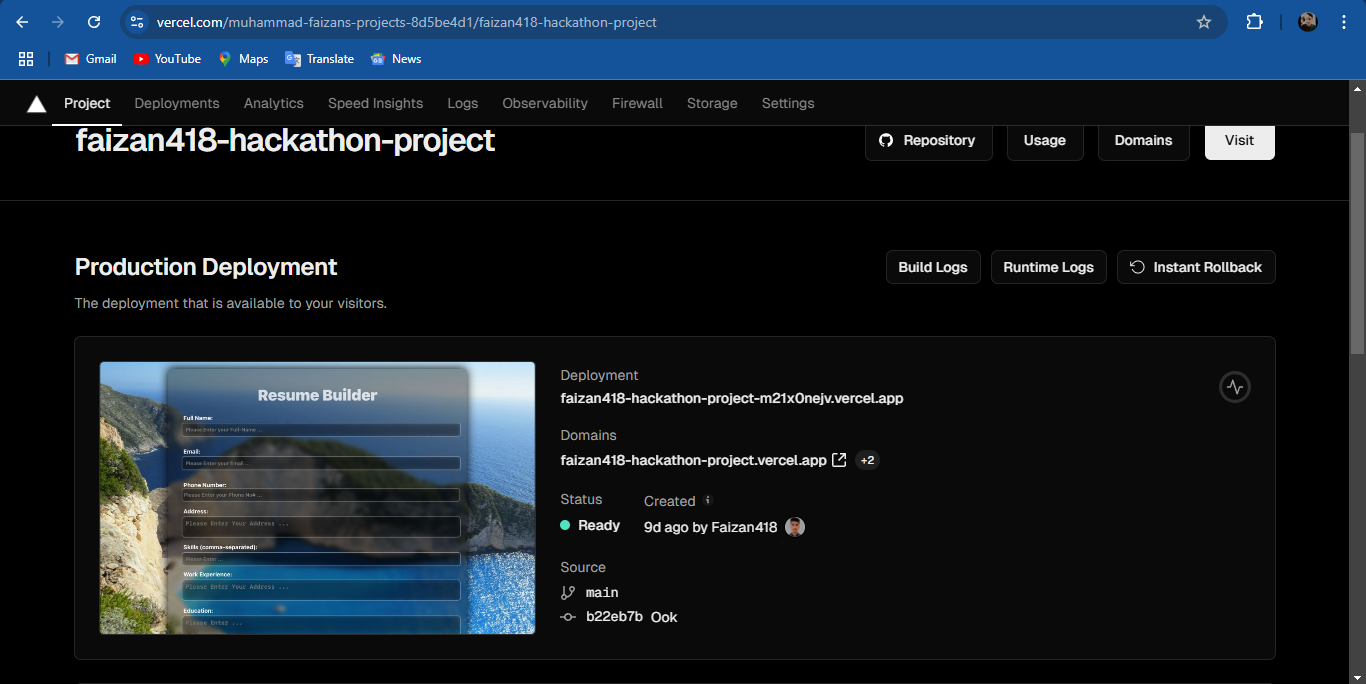 vercel.com/muhammad-faizans-projects-8d5be4d1/faizan418-hackathon-project
Gmail YouTube Maps Translate News
Project Deployments Analytics Speed Insights Logs Observability Firewall Storage Settings
faizan418-hackathon-project
Repository Usage Domains Visit
Production Deployment
Build Logs Runtime Logs Instant Rollback
The deployment that is available to your visitors.
Resume Builder
Full Name:
Please Enter your Full-Name ...
Email:
Please Enter your Email ...
Phone Number:
Please Enter your Phone No# ...
Address:
Please Enter Your Address ...
Skills (comma-separated):
Please Enter ...
Work Experience:
Please Enter Your Address ...
Education:
Please Enter ...
Deployment
faizan418-hackathon-project-m21x0nejv.vercel.app
Domains
faizan418-hackathon-project.vercel.app +2
Status Created
Ready 9d ago by Faizan418
Source
main
b22eb7b Ook